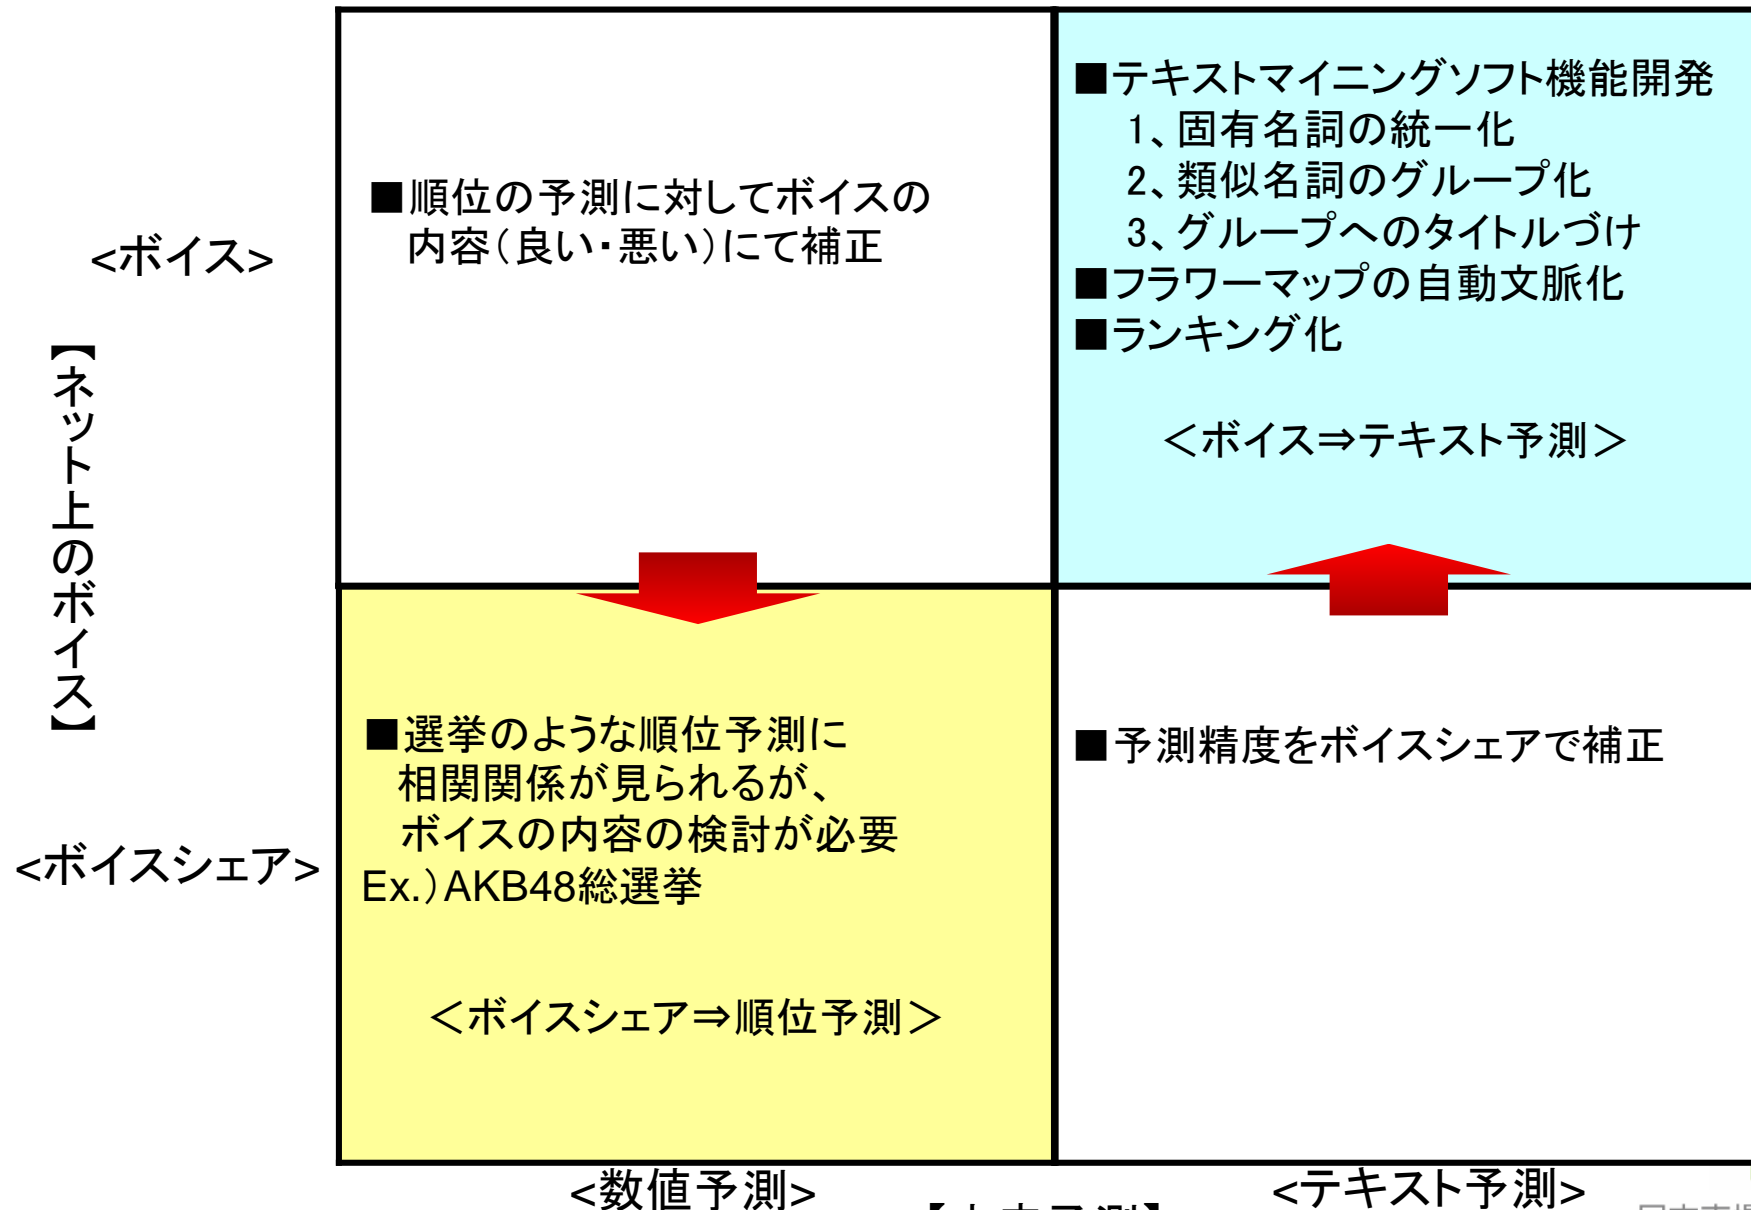 ■順位の予測に対してボイスの
内容(良い・悪い)にて補正
■テキストマイニングソフト機能開発
1、固有名詞の統一化
2、類似名詞のグループ化
3、グループへのタイトルづけ
■フラワーマップの自動文脈化
■ランキング化
＜ボイス⇒テキスト予測＞
<ボイス>
【ネット上のボイス】
■選挙のような順位予測に
相関関係が見られるが、
ボイスの内容の検討が必要
Ex.)AKB48総選挙
＜ボイスシェア⇒順位予測＞
■予測精度をボイスシェアで補正
<ボイスシェア>
<数値予測>
<テキスト予測>